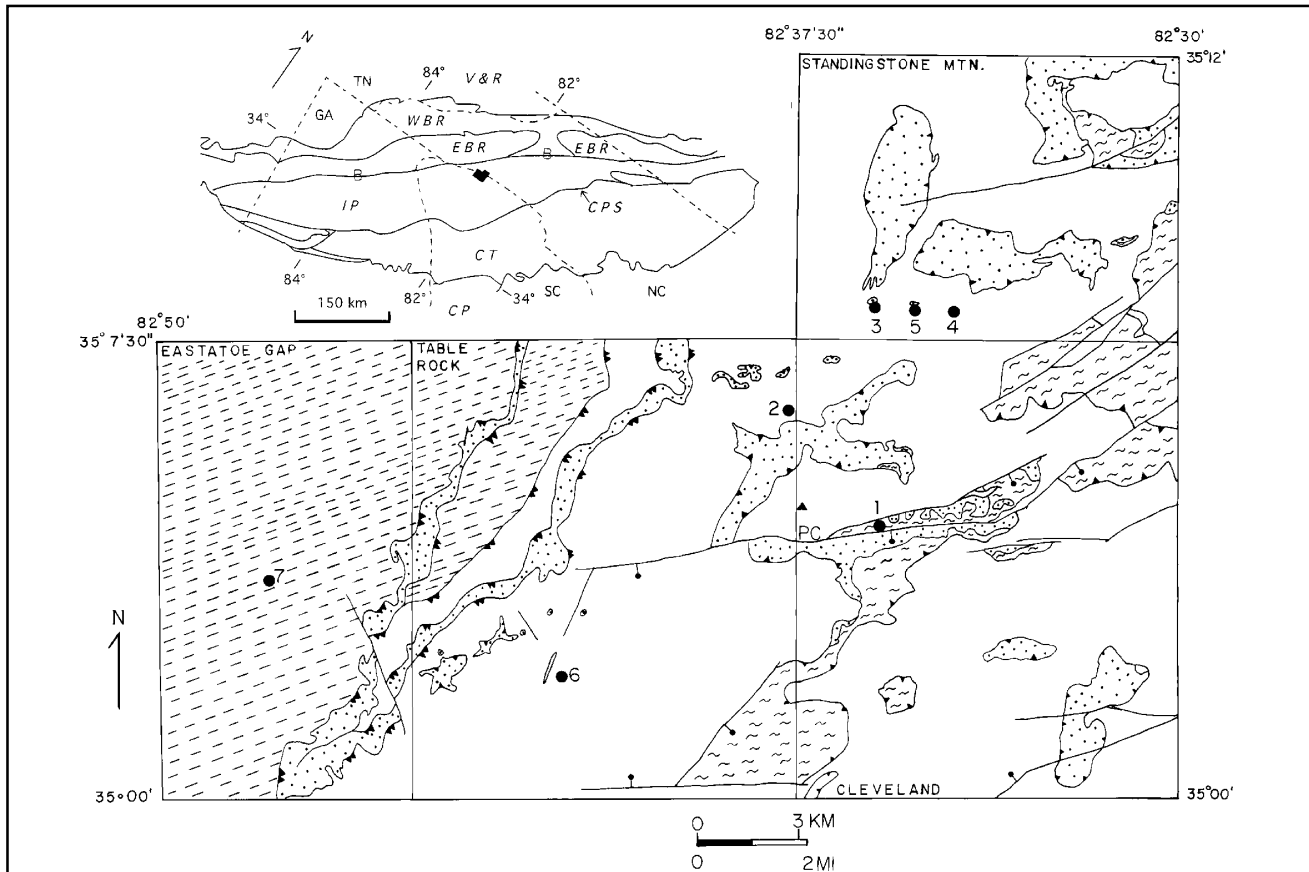 82°37'30"
82°30'
N
STANDINGSTONE MTN.
35°12'
TN
84°
V & R
82°
34°
GA
WBR
EBR
B
EBR
B
IP
CPS
CT
84°
82°
34°
SC
NC
CP
150 km
82°50'
3
5
4
35°7'30"
EASTATOE GAP
TABLE
ROCK
2
1
PC
7
N
6
35°00'
CLEVELAND
35°00'
0 3 KM
0 2 MI